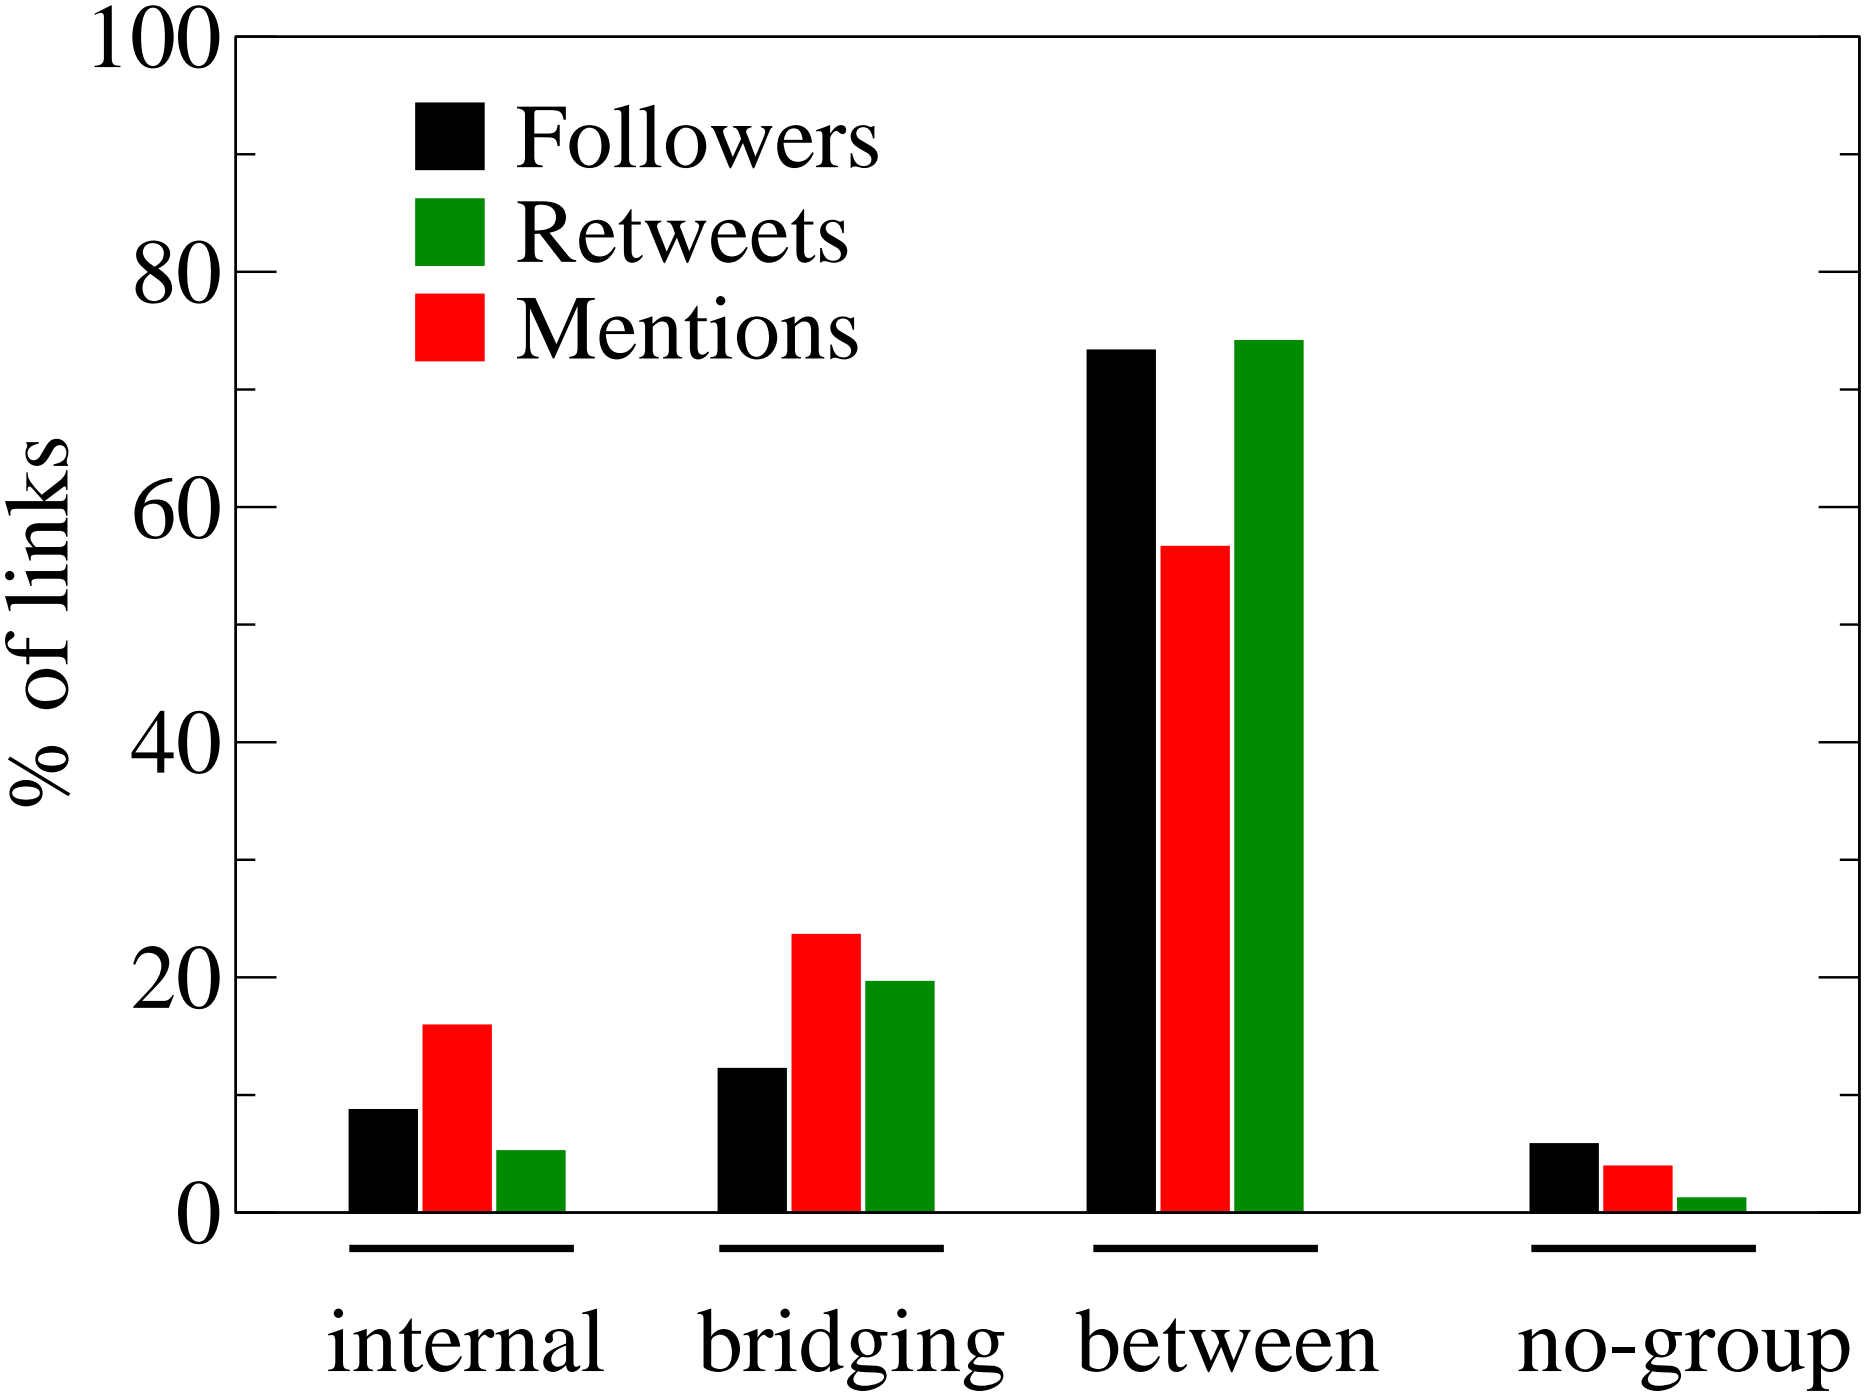 100
80
60
40
20
0
% of links
Followers
Retweets
Mentions
internal
bridging
between
no-group